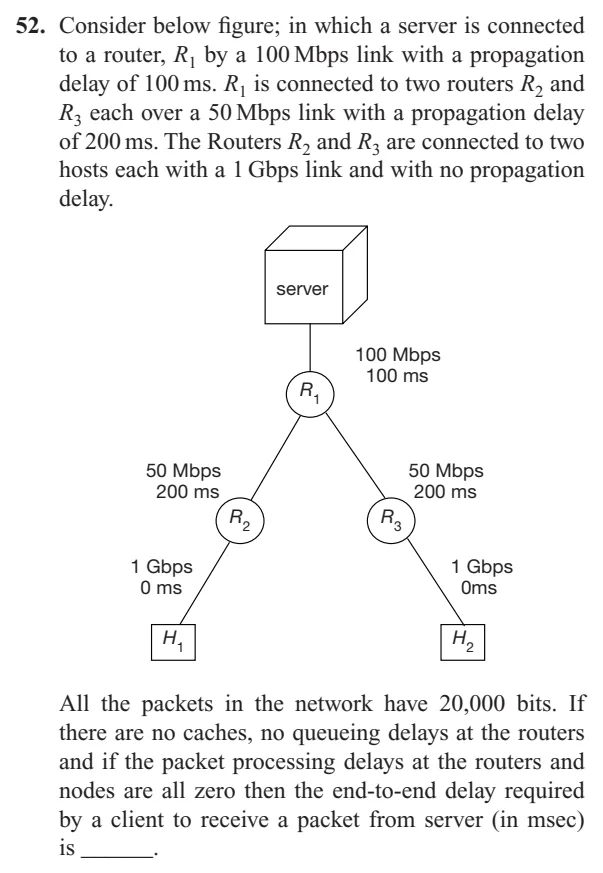 52. Consider below figure; in which a server is connected
to a router, R₁ by a 100 Mbps link with a propagation
delay of 100 ms. R₁ is connected to two routers R₂ and
R₃ each over a 50 Mbps link with a propagation delay
of 200 ms. The Routers R₂ and R₃ are connected to two
hosts each with a 1 Gbps link and with no propagation
delay.
server
100 Mbps
100 ms
R₁
50 Mbps
200 ms
50 Mbps
200 ms
R₂
R₃
1 Gbps
0 ms
1 Gbps
0ms
H₁
H₂
All the packets in the network have 20,000 bits. If
there are no caches, no queueing delays at the routers
and if the packet processing delays at the routers and
nodes are all zero then the end-to-end delay required
by a client to receive a packet from server (in msec)
is ______.